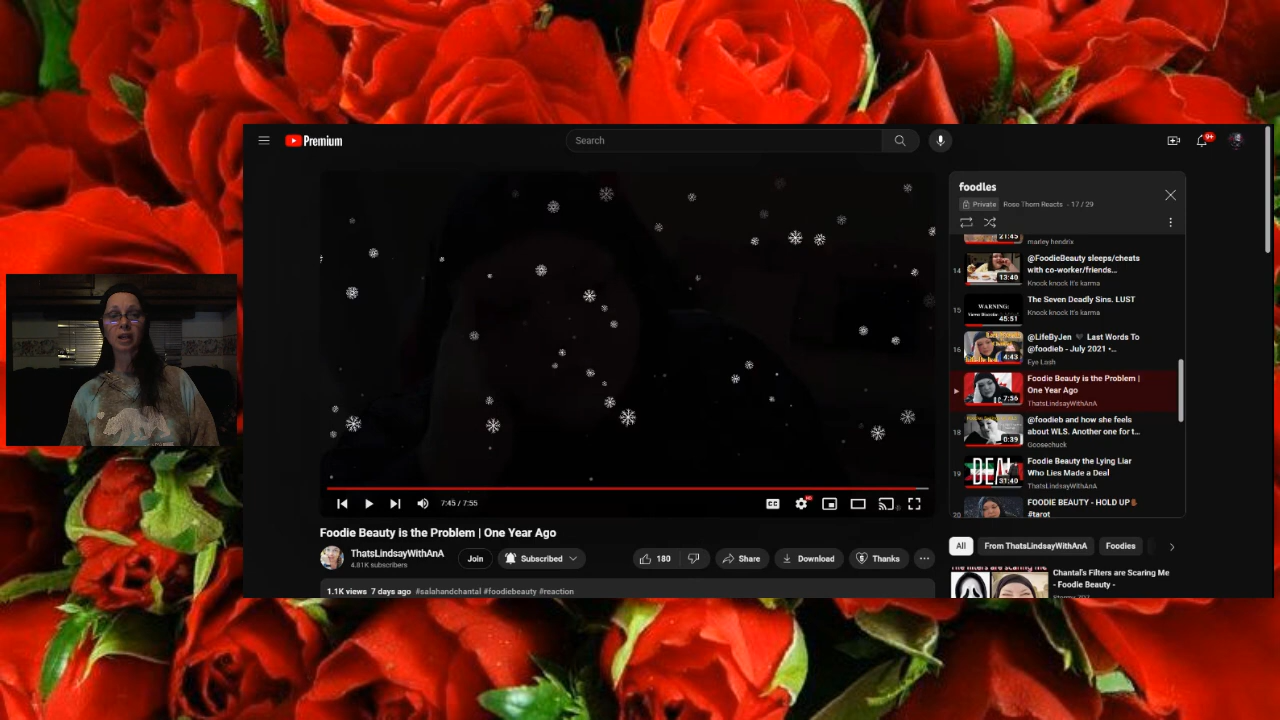 Premium
Search
9+
foodles
Private Rose Thorn Reacts - 17 / 29
21:45
marley hendrix
14
@FoodieBeauty sleeps/cheats
with co-worker/friends...
13:40
Knock knock It's karma
15
WARNING:
The Seven Deadly Sins. LUST
45:51
Knock knock It's karma
16
@LifeByJen 🖤 Last Words To
@foodieb - July 2021 •...
4:43
Eye Lash
Foodie Beauty is the Problem |
One Year Ago
7:56
ThatsLindsayWithAnA
18
@foodieb and how she feels
about WLS. Another one for t...
0:39
Goosechuck
19
DEAL
Foodie Beauty the Lying Liar
Who Lies Made a Deal
31:40
ThatsLindsayWithAnA
20
FOODIE BEAUTY - HOLD UP✋
#tarot
7:45 / 7:55
CC
HD
Foodie Beauty is the Problem | One Year Ago
ThatsLindsayWithAnA
4.81K subscribers
Join
Subscribed
180
Share
Download
Thanks
1.1K views 7 days ago #salahandchantal #foodiebeauty #reaction
All
From ThatsLindsayWithAnA
Foodies
Chantal's Filters are Scaring Me
- Foodie Beauty -